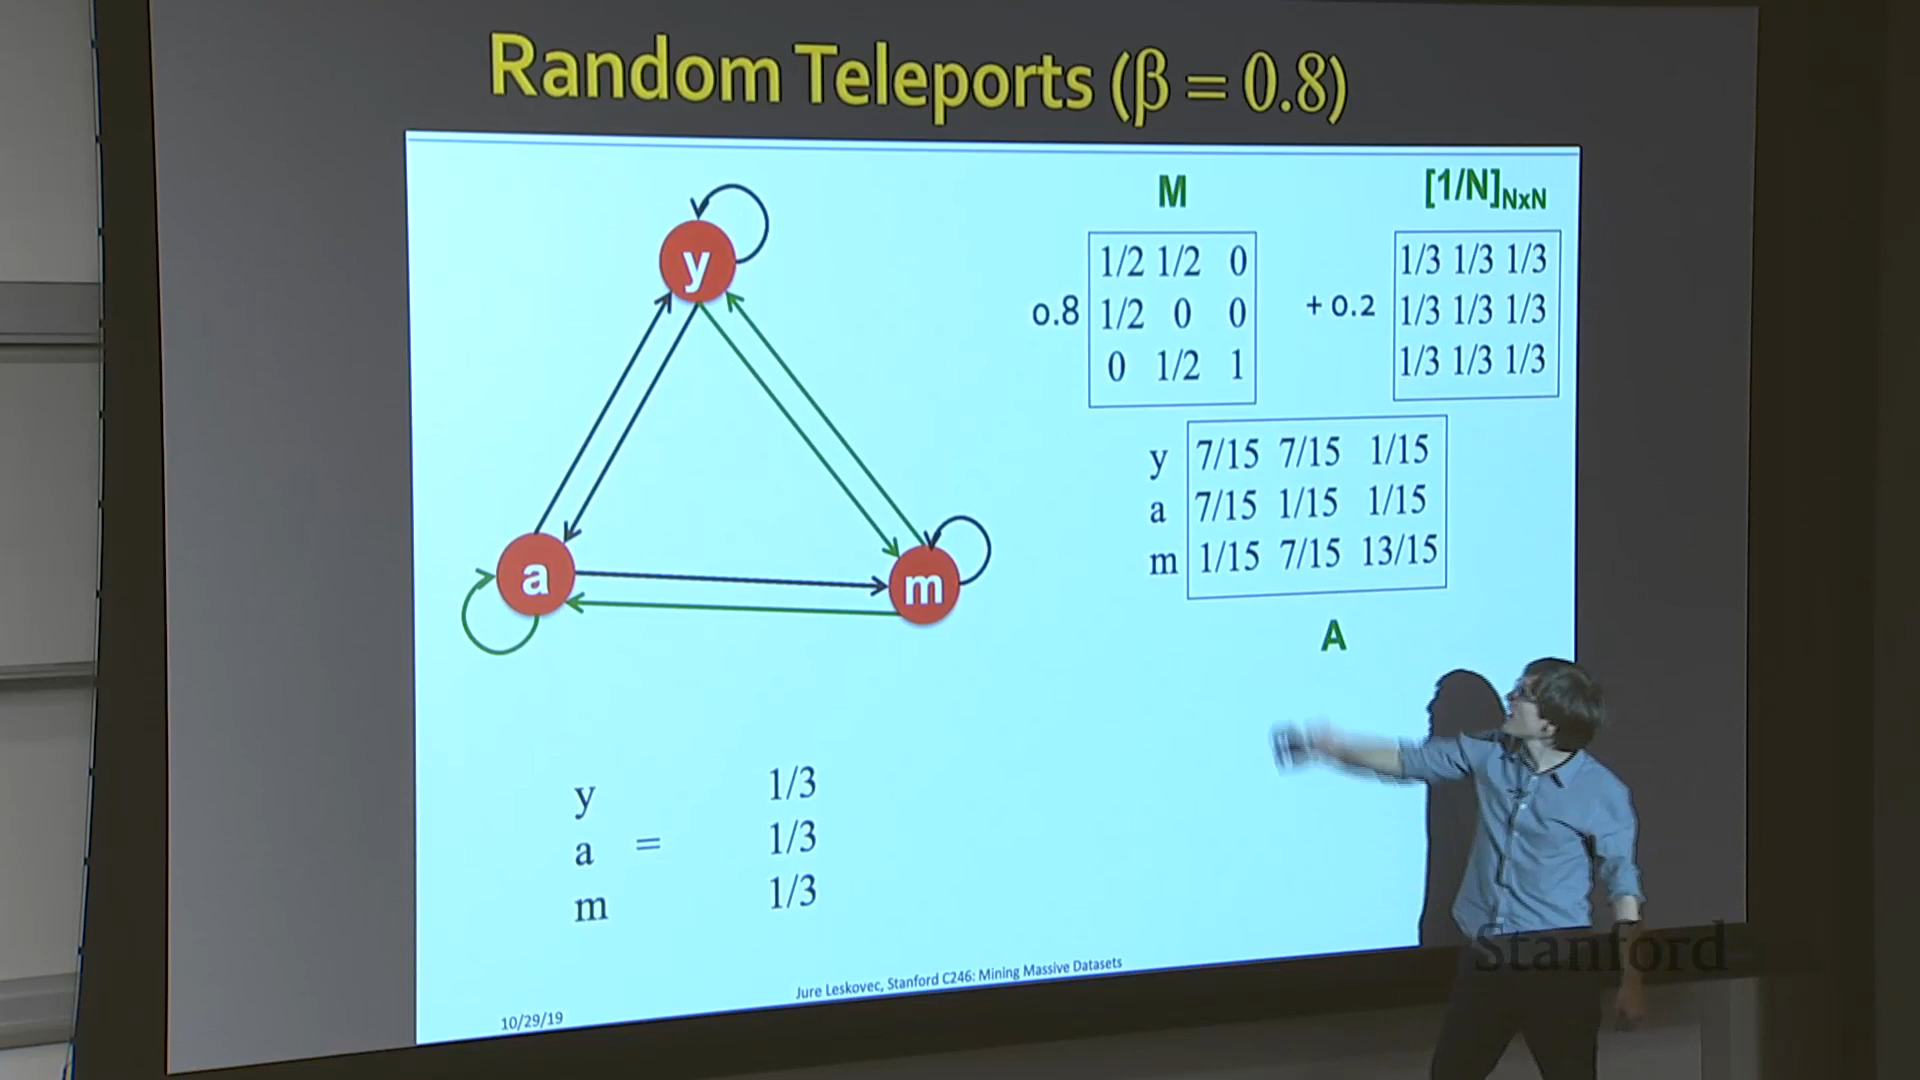 Random Teleports (β = 0.8)
M
[1/N]NxN
y
1/2 1/2 0
0.8 1/2 0 0
0 1/2 1
1/3 1/3 1/3
+ 0.2 1/3 1/3 1/3
1/3 1/3 1/3
y 7/15 7/15 1/15
a 7/15 1/15 1/15
m 1/15 7/15 13/15
A
a
m
y 1/3
a = 1/3
m 1/3
Jure Leskovec, Stanford C246: Mining Massive Datasets
10/29/19
Stanford